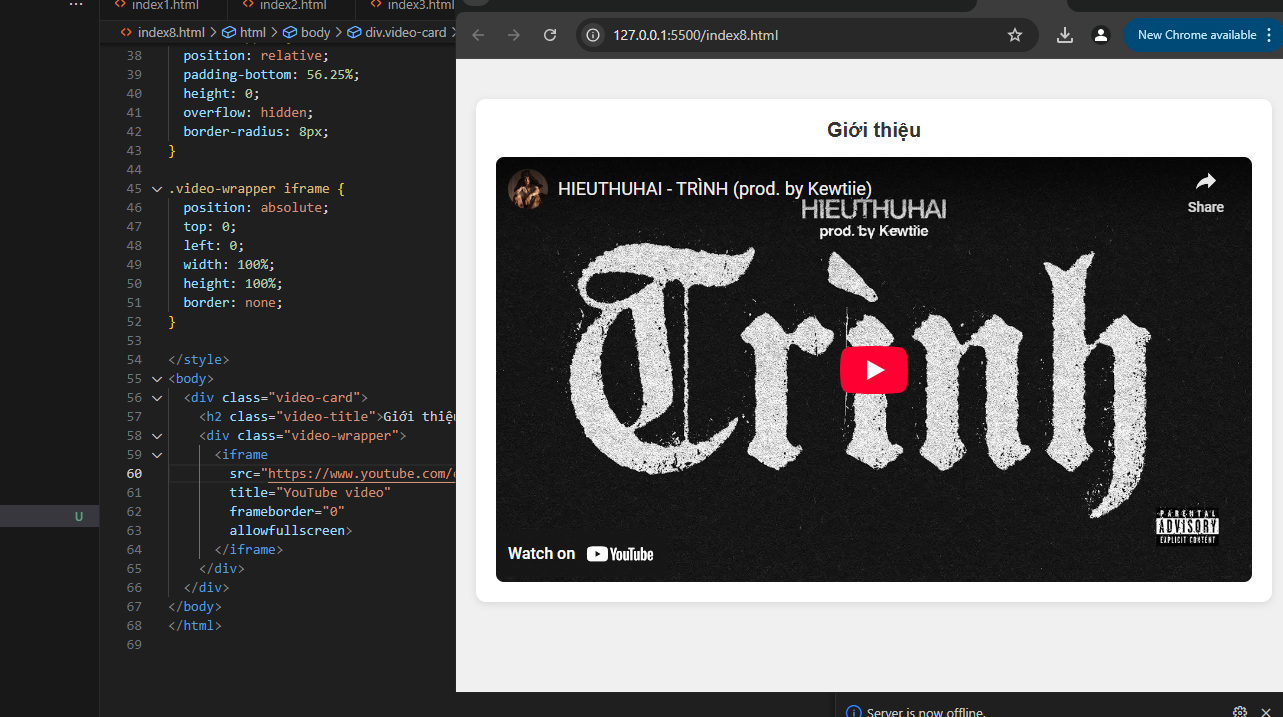 index1.html index2.html index3.html
index8.html > html > body > div.video-card >
127.0.0.1:5500/index8.html
New Chrome available
38 position: relative;
39 padding-bottom: 56.25%;
40 height: 0;
41 overflow: hidden;
42 border-radius: 8px;
43 }
44
45 .video-wrapper iframe {
46 position: absolute;
47 top: 0;
48 left: 0;
49 width: 100%;
50 height: 100%;
51 border: none;
52 }
53
54 </style>
55 <body>
56 <div class="video-card">
57 <h2 class="video-title">Giới thiệu
58 <div class="video-wrapper">
59 <iframe
60 src="https://www.youtube.com/
61 title="YouTube video"
62 frameborder="0"
63 allowfullscreen>
64 </iframe>
65 </div>
66 </div>
67 </body>
68 </html>
69
U
Giới thiệu
HIEUTHUHAI - TRÌNH (prod. by Kewtiie)
Share
HIEUTHUHAI
prod. by Kewtiie
Trình
PARENTAL
ADVISORY
EXPLICIT CONTENT
Watch on YouTube
Server is now offline.